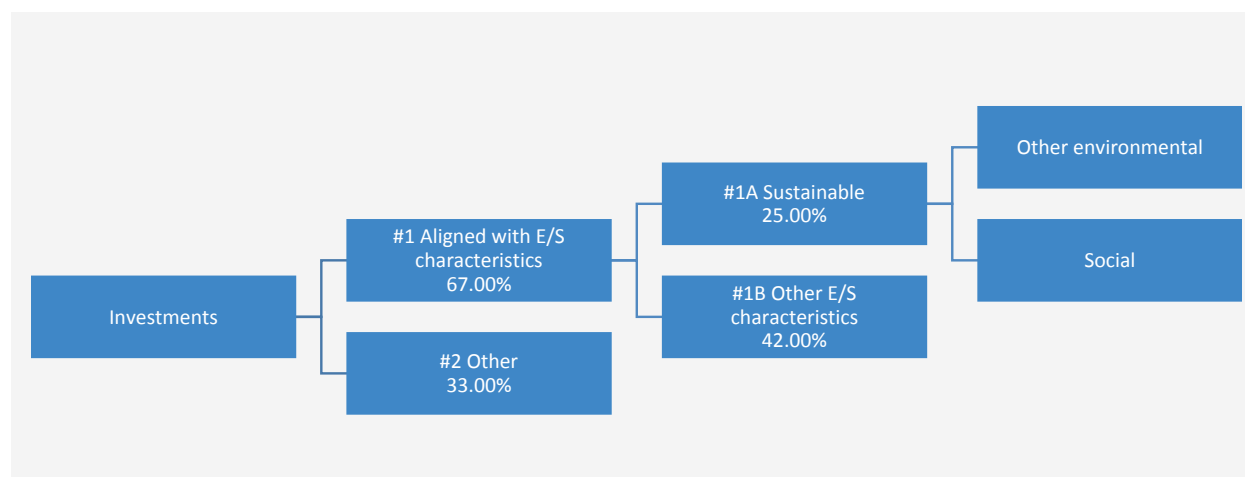 Investments
#1 Aligned with E/S
characteristics
67.00%
#2 Other
33.00%
#1A Sustainable
25.00%
#1B Other E/S
characteristics
42.00%
Other environmental
Social